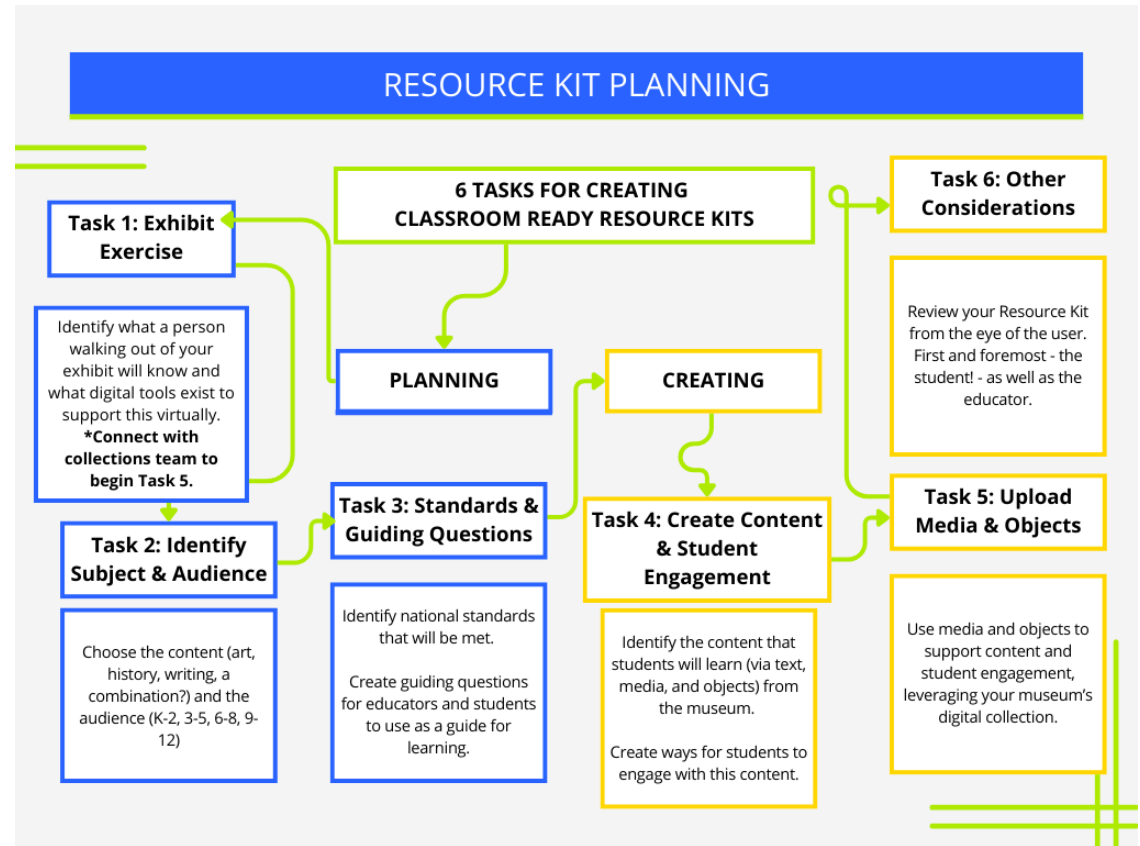 RESOURCE KIT PLANNING
6 TASKS FOR CREATING
CLASSROOM READY RESOURCE KITS
PLANNING
Task 1: Exhibit
Exercise
Identify what a person
walking out of your
exhibit will know and
what digital tools exist to
support this virtually.
*Connect with
collections team to
begin Task 5.
Task 2: Identify
Subject & Audience
Choose the content (art,
history, writing, a
combination?) and the
audience (K-2, 3-5, 6-8, 9-
12)
Task 3: Standards &
Guiding Questions
Identify national standards
that will be met.
Create guiding questions
for educators and students
to use as a guide for
learning.
CREATING
Task 4: Create Content
& Student
Engagement
Identify the content that
students will learn (via text,
media, and objects) from
the museum.
Create ways for students to
engage with this content.
Task 5: Upload
Media & Objects
Use media and objects to
support content and
student engagement,
leveraging your museum’s
digital collection.
Task 6: Other
Considerations
Review your Resource Kit
from the eye of the user.
First and foremost - the
student! - as well as the
educator.